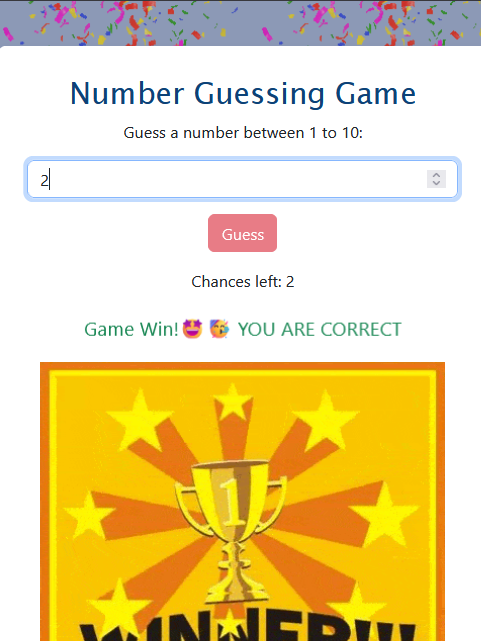 Number Guessing Game
Guess a number between 1 to 10:
2
Guess
Chances left: 2
Game Win!🤩 🥳 YOU ARE CORRECT
1
WINNER!!!